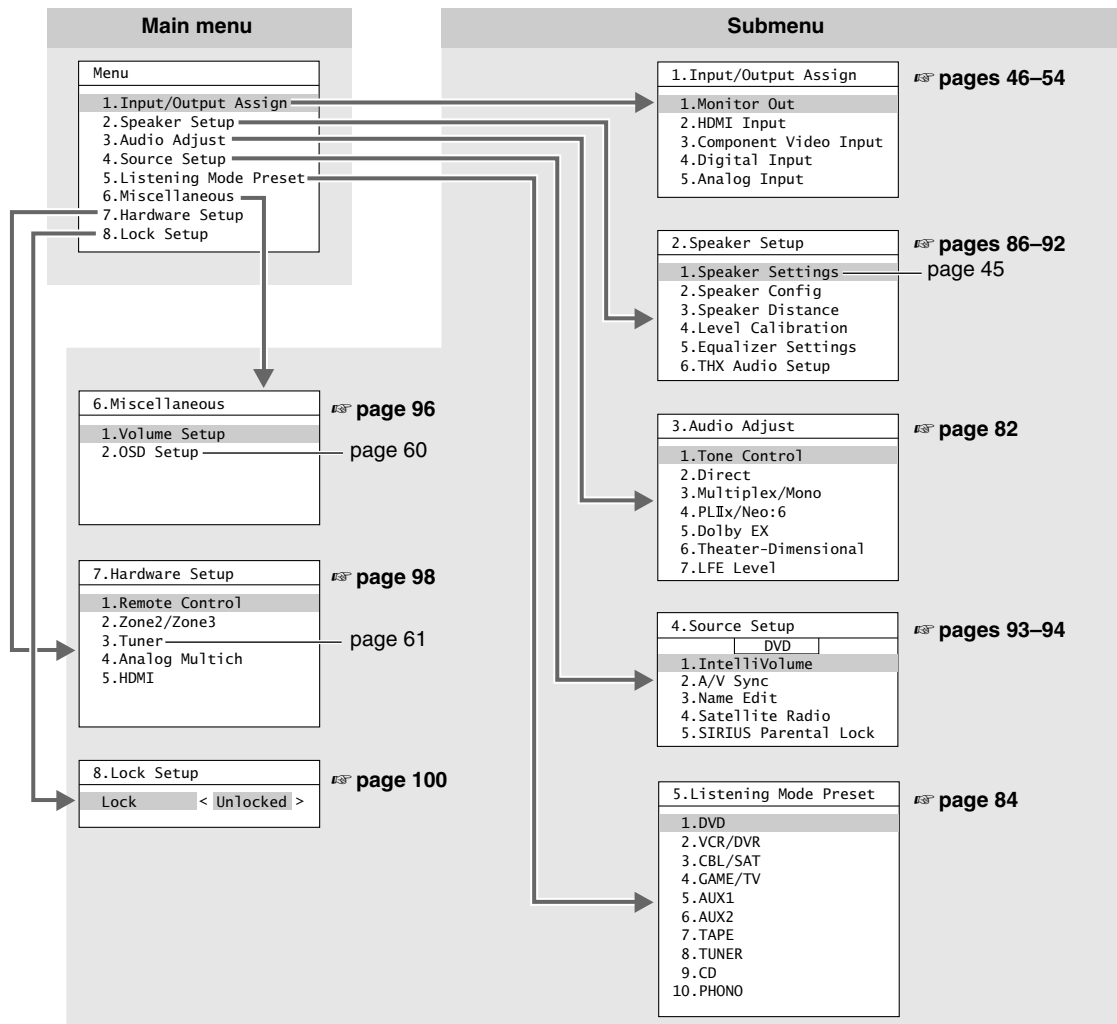 Main menu
Submenu
Menu
1.Input/Output Assign
2.Speaker Setup
3.Audio Adjust
4.Source Setup
5.Listening Mode Preset
6.Miscellaneous
7.Hardware Setup
8.Lock Setup
1.Input/Output Assign
☞ pages 46–54
1.Monitor Out
2.HDMI Input
3.Component Video Input
4.Digital Input
5.Analog Input
2.Speaker Setup
☞ pages 86–92
1.Speaker Settings
page 45
2.Speaker Config
3.Speaker Distance
4.Level Calibration
5.Equalizer Settings
6.THX Audio Setup
3.Audio Adjust
☞ page 82
1.Tone Control
2.Direct
3.Multiplex/Mono
4.PLⅡx/Neo:6
5.Dolby EX
6.Theater-Dimensional
7.LFE Level
4.Source Setup
☞ pages 93–94
DVD
1.IntelliVolume
2.A/V Sync
3.Name Edit
4.Satellite Radio
5.SIRIUS Parental Lock
5.Listening Mode Preset
☞ page 84
1.DVD
2.VCR/DVR
3.CBL/SAT
4.GAME/TV
5.AUX1
6.AUX2
7.TAPE
8.TUNER
9.CD
10.PHONO
6.Miscellaneous
☞ page 96
1.Volume Setup
2.OSD Setup
page 60
7.Hardware Setup
☞ page 98
1.Remote Control
2.Zone2/Zone3
3.Tuner
page 61
4.Analog Multich
5.HDMI
8.Lock Setup
☞ page 100
Lock < Unlocked >